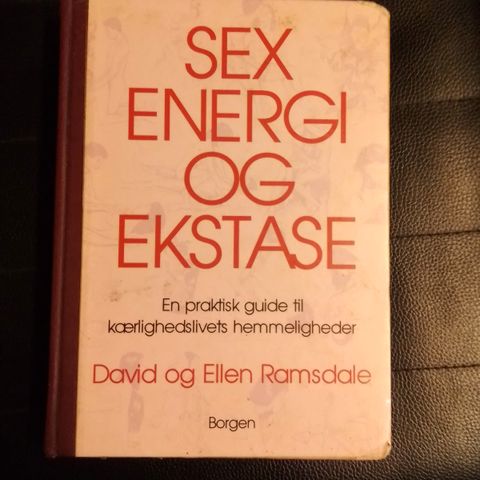 SEX
ENERGI
OG
EKSTASE
En praktisk guide til
kærlighedslivets hemmeligheder
David og Ellen Ramsdale
Borgen